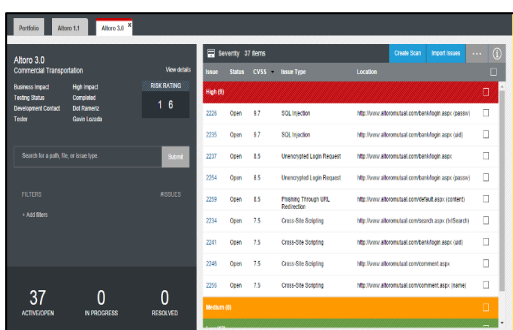 Portfolio Altoro 1.1 Altoro 3.0 ×
Altoro 3.0
Commercial Transportation View details
Business Impact High Impact
Testing Status Completed
Development Contact Dot Rameriz
Tester Gavin Lozada
RISK RATING
1 6
Search for a path, file, or issue type Submit
FILTERS #ISSUES
+ Add filters
37 0 0
ACTIVE/OPEN IN PROGRESS RESOLVED
Severity 37 items Create Scan Import Issues ...
Issue Status CVSS Issue Type Location
High (9)
2226 Open 9.7 SQL Injection http://www.altoromutual.com/bank/login.aspx (passw)
2235 Open 9.7 SQL Injection http://www.altoromutual.com/bank/login.aspx (uid)
2237 Open 8.5 Unencrypted Login Request http://www.altoromutual.com/bank/login.aspx
2254 Open 8.5 Unencrypted Login Request http://www.altoromutual.com/bank/login.aspx (passw)
2259 Open 8.5 Phishing Through URL Redirection http://www.altoromutual.com/default.aspx (content)
2234 Open 7.5 Cross-Site Scripting http://www.altoromutual.com/search.aspx (txtSearch)
2241 Open 7.5 Cross-Site Scripting http://www.altoromutual.com/bank/login.aspx (uid)
2246 Open 7.5 Cross-Site Scripting http://www.altoromutual.com/comment.aspx
2256 Open 7.5 Cross-Site Scripting http://www.altoromutual.com/comment.aspx (name)